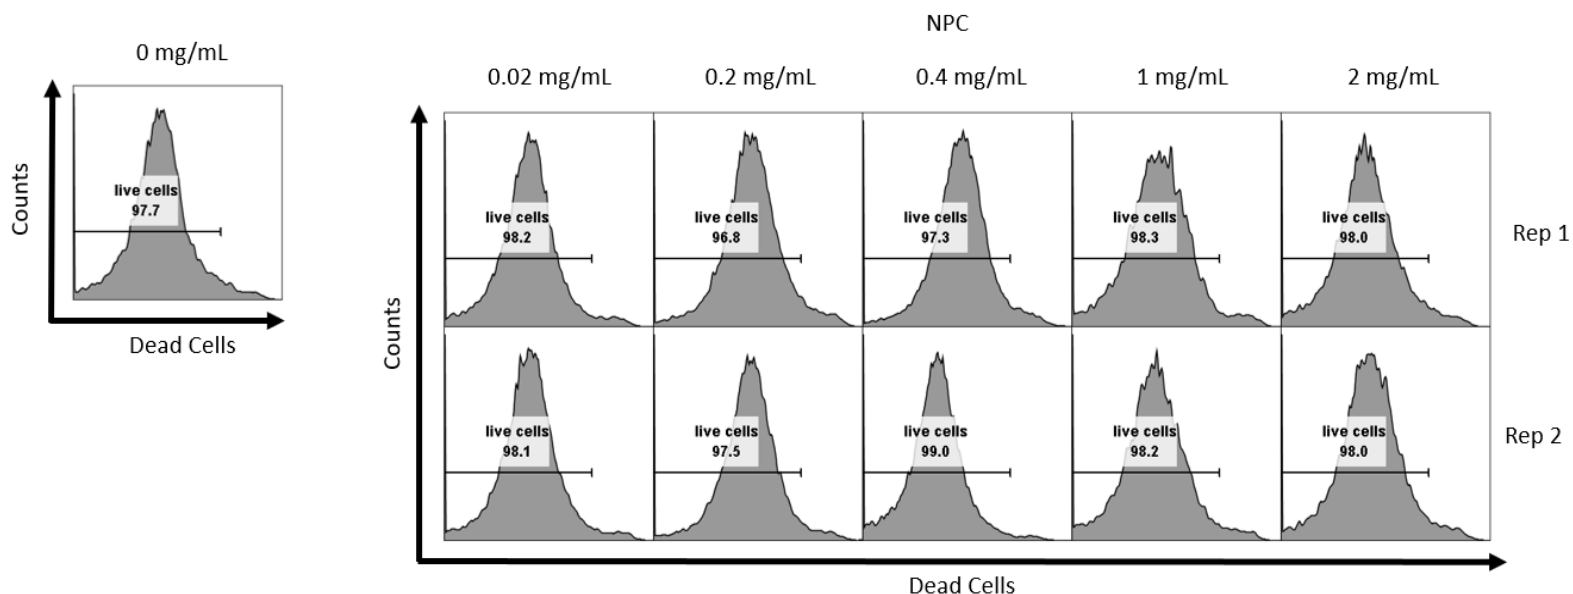 NPC
0 mg/mL
0.02 mg/mL
0.2 mg/mL
0.4 mg/mL
1 mg/mL
2 mg/mL
Counts
live cells
97.7
Dead Cells
Counts
live cells
98.2
live cells
96.8
live cells
97.3
live cells
98.3
live cells
98.0
Rep 1
live cells
98.1
live cells
97.5
live cells
99.0
live cells
98.2
live cells
98.0
Rep 2
Dead Cells